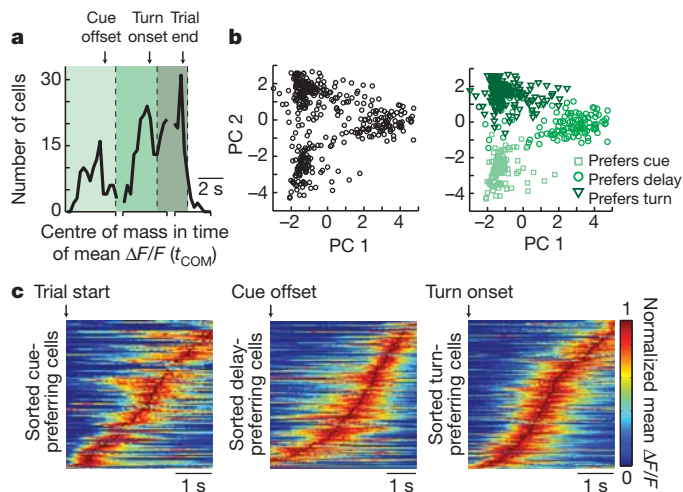 a
Cue offset
Turn onset
Trial end
Number of cells
30
15
0
2 s
Centre of mass in time
of mean ΔF/F (tCOM)
b
PC 2
2
0
−2
−4
−2
0
2
4
PC 1
2
0
−2
−4
−2
0
2
4
PC 1
Prefers cue
Prefers delay
Prefers turn
c
Trial start
Sorted cue-
preferring cells
1 s
Cue offset
Sorted delay-
preferring cells
1 s
Turn onset
Sorted turn-
preferring cells
1 s
1
0
Normalized mean ΔF/F